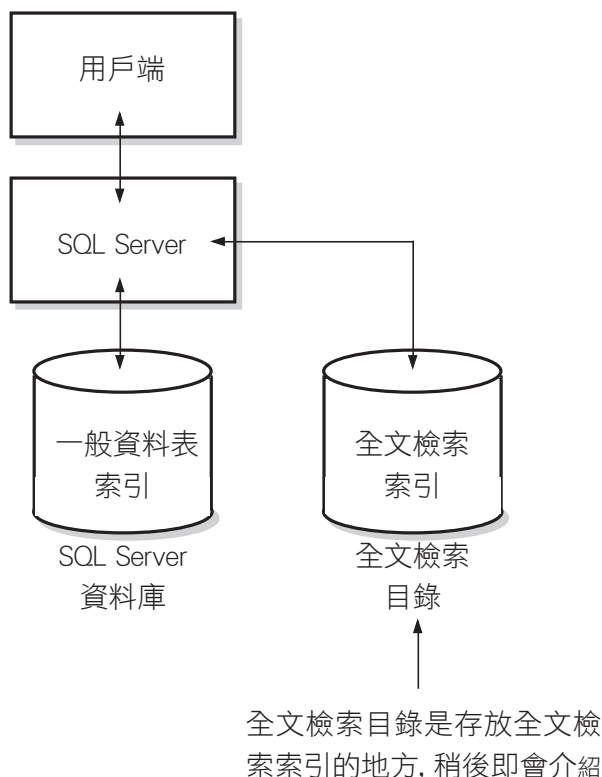 用戶端
SQL Server
一般資料表
索引
全文檢索
索引
SQL Server
資料庫
全文檢索
目錄
全文檢索目錄是存放全文檢
索索引的地方, 稍後即會介紹